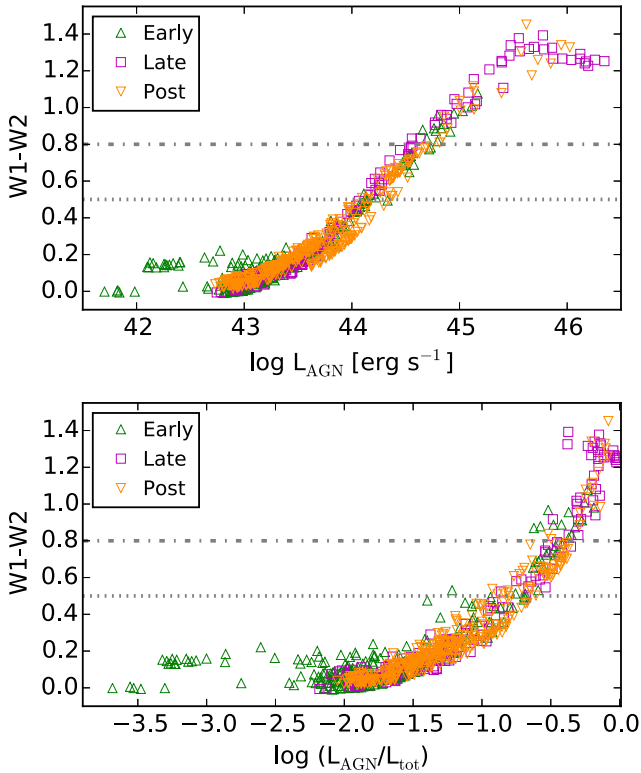 1.4
1.2
1.0
0.8
0.6
0.4
0.2
0.0
W1-W2
Early
Late
Post
42 43 44 45 46
log L_AGN [erg s⁻¹]
1.4
1.2
1.0
0.8
0.6
0.4
0.2
0.0
W1-W2
Early
Late
Post
−3.5 −3.0 −2.5 −2.0 −1.5 −1.0 −0.5 0.0
log (L_AGN/L_tot)